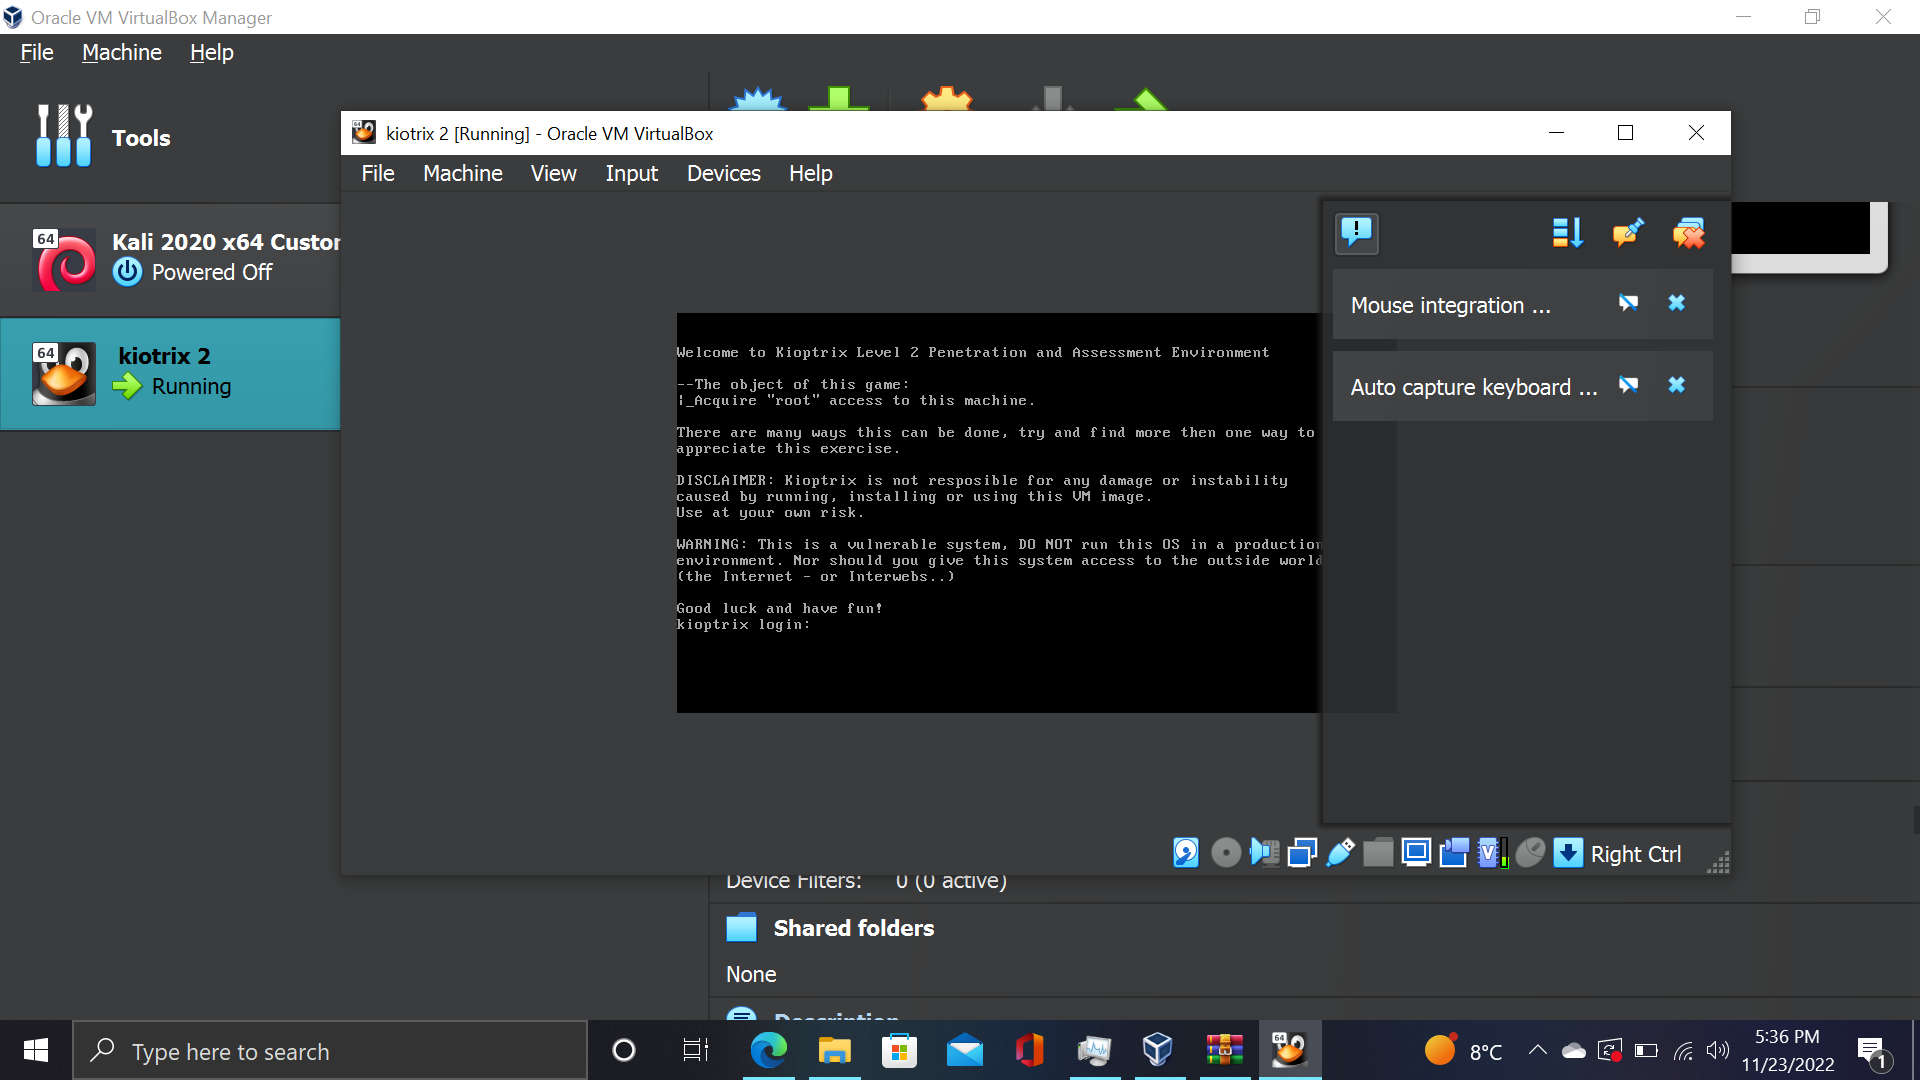 Oracle VM VirtualBox Manager
File Machine Help
Tools
64
Kali 2020 x64 Custor
Powered Off
64
kiotrix 2
Running
kiotrix 2 [Running] - Oracle VM VirtualBox
File Machine View Input Devices Help
Mouse integration ...
Auto capture keyboard ...
Welcome to Kioptrix Level 2 Penetration and Assessment Environment
--The object of this game:
|_Acquire "root" access to this machine.
There are many ways this can be done, try and find more then one way to
appreciate this exercise.
DISCLAIMER: Kioptrix is not resposible for any damage or instability
caused by running, installing or using this VM image.
Use at your own risk.
WARNING: This is a vulnerable system, DO NOT run this OS in a production
environment. Nor should you give this system access to the outside world
(the Internet - or Interwebs..)
Good luck and have fun!
kioptrix login:
Right Ctrl
Device Filters: 0 (0 active)
Shared folders
None
Description
Type here to search
64
8°C
5:36 PM
11/23/2022
1